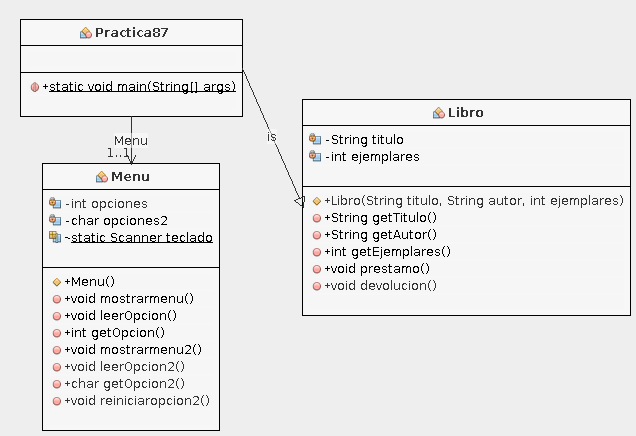 Practica87
+static void main(String[] args)
Menu
1..1
is
Menu
-int opciones
-char opciones2
~static Scanner teclado
+Menu()
+void mostrarmenu()
+void leerOpcion()
+int getOpcion()
+void mostrarmenu2()
+void leerOpcion2()
+char getOpcion2()
+void reiniciaropcion2()
Libro
-String titulo
-int ejemplares
+Libro(String titulo, String autor, int ejemplares)
+String getTitulo()
+String getAutor()
+int getEjemplares()
+void prestamo()
+void devolucion()